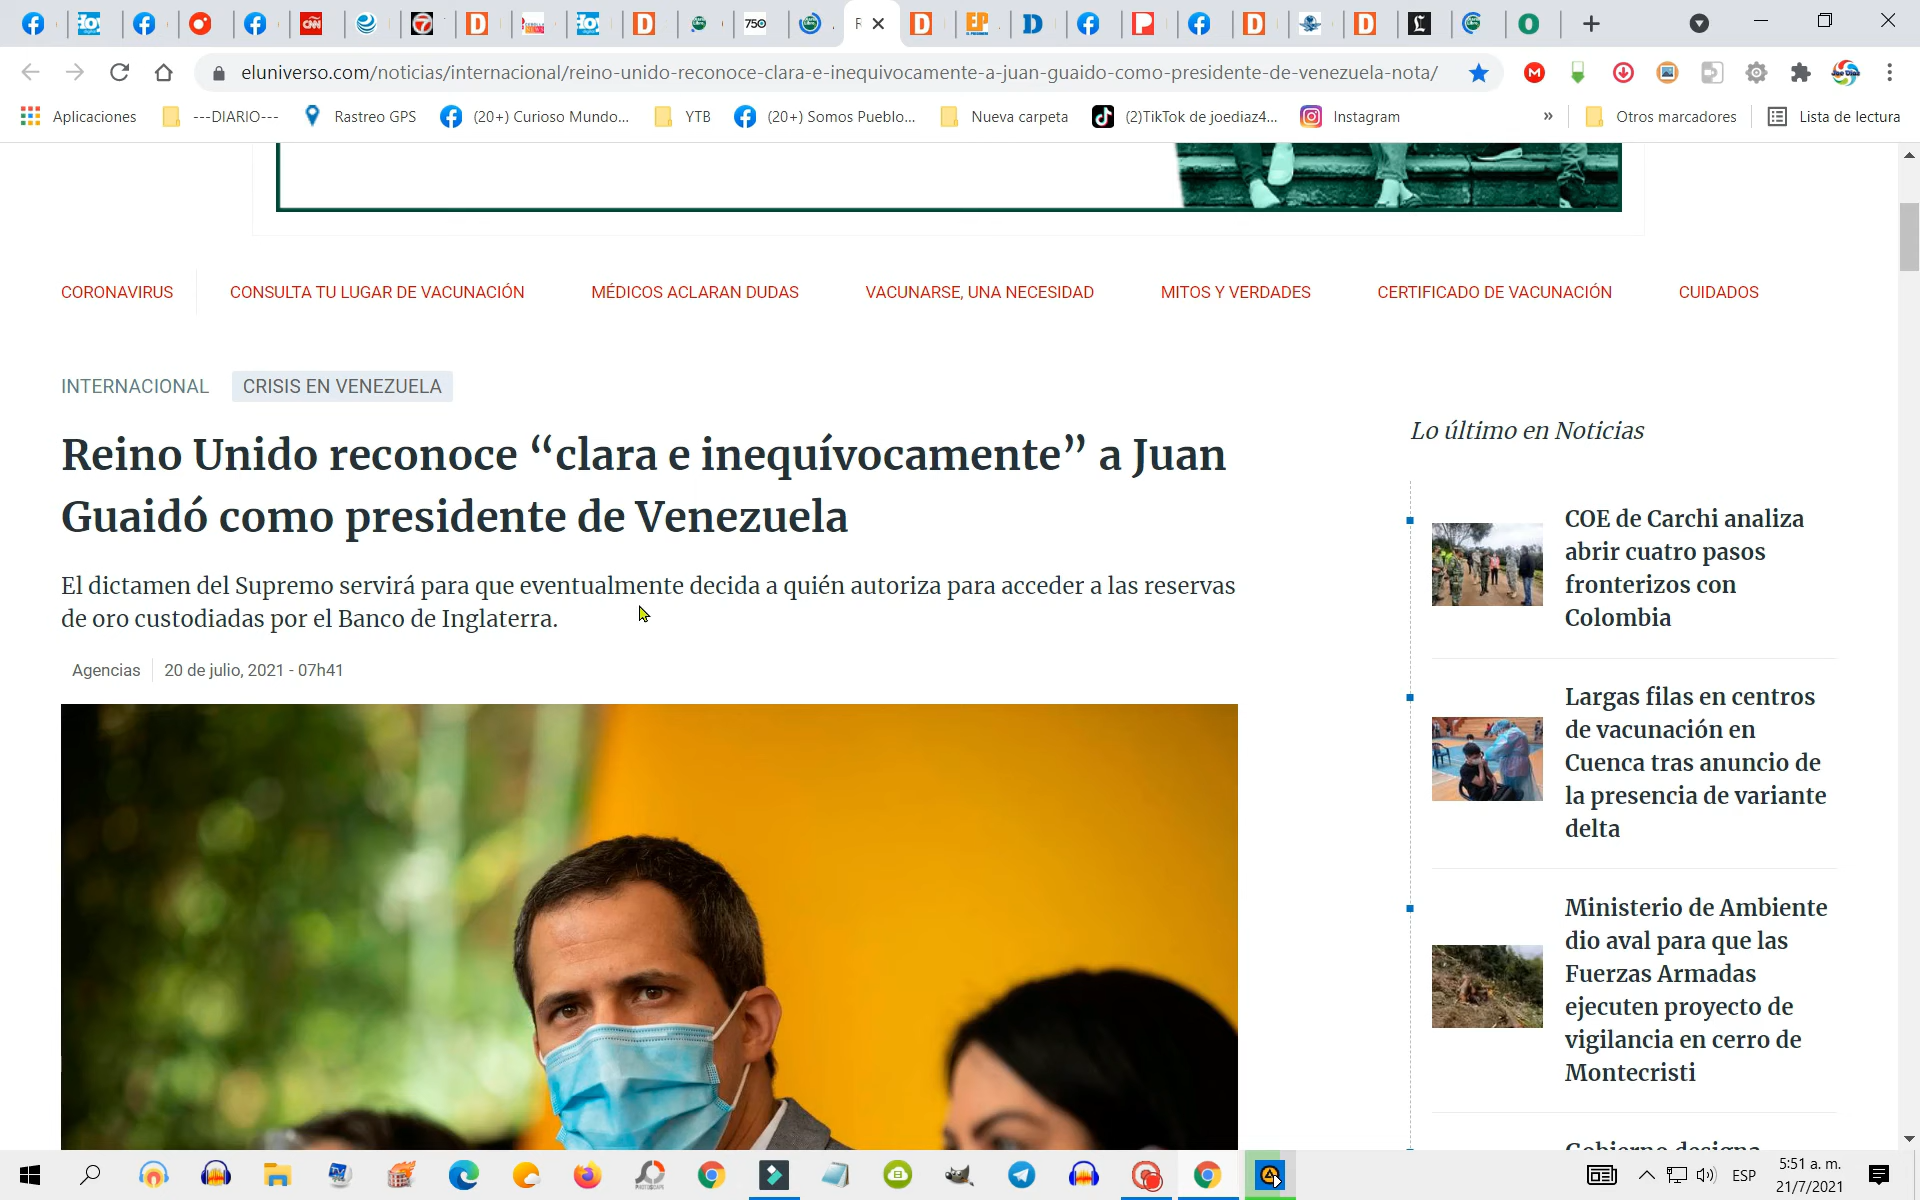 eluniverso.com/noticias/internacional/reino-unido-reconoce-clara-e-inequivocamente-a-juan-guaido-como-presidente-de-venezuela-nota/
Aplicaciones
---DIARIO---
Rastreo GPS
(20+) Curioso Mundo...
YTB
(20+) Somos Pueblo...
Nueva carpeta
(2)TikTok de joediaz4...
Instagram
»
Otros marcadores
Lista de lectura
CORONAVIRUS
CONSULTA TU LUGAR DE VACUNACIÓN
MÉDICOS ACLARAN DUDAS
VACUNARSE, UNA NECESIDAD
MITOS Y VERDADES
CERTIFICADO DE VACUNACIÓN
CUIDADOS
INTERNACIONAL
CRISIS EN VENEZUELA
Reino Unido reconoce “clara e inequívocamente” a Juan
Guaidó como presidente de Venezuela
El dictamen del Supremo servirá para que eventualmente decida a quién autoriza para acceder a las reservas
de oro custodiadas por el Banco de Inglaterra.
Agencias
20 de julio, 2021 - 07h41
Lo último en Noticias
COE de Carchi analiza
abrir cuatro pasos
fronterizos con
Colombia
Largas filas en centros
de vacunación en
Cuenca tras anuncio de
la presencia de variante
delta
Ministerio de Ambiente
dio aval para que las
Fuerzas Armadas
ejecuten proyecto de
vigilancia en cerro de
Montecristi
Gobierno designa
ESP
5:51 a. m.
21/7/2021